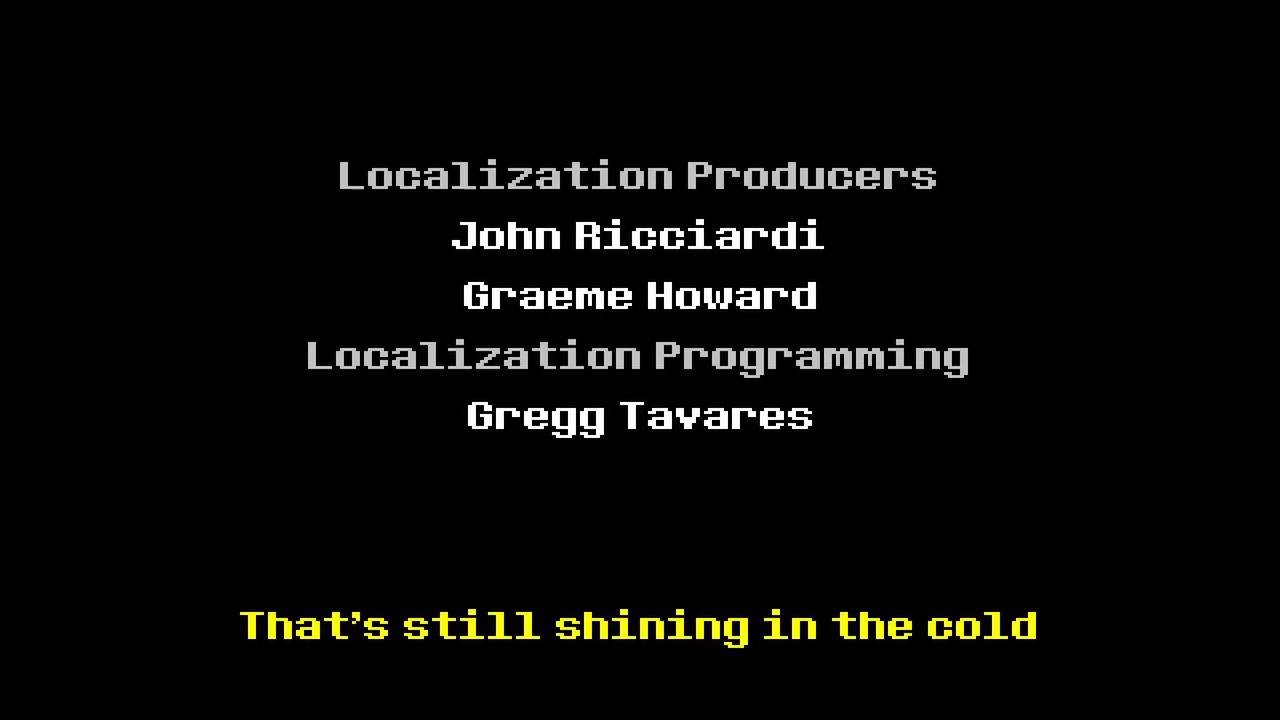 Localization Producers
John Ricciardi
Graeme Howard
Localization Programming
Gregg Tavares
That's still shining in the cold